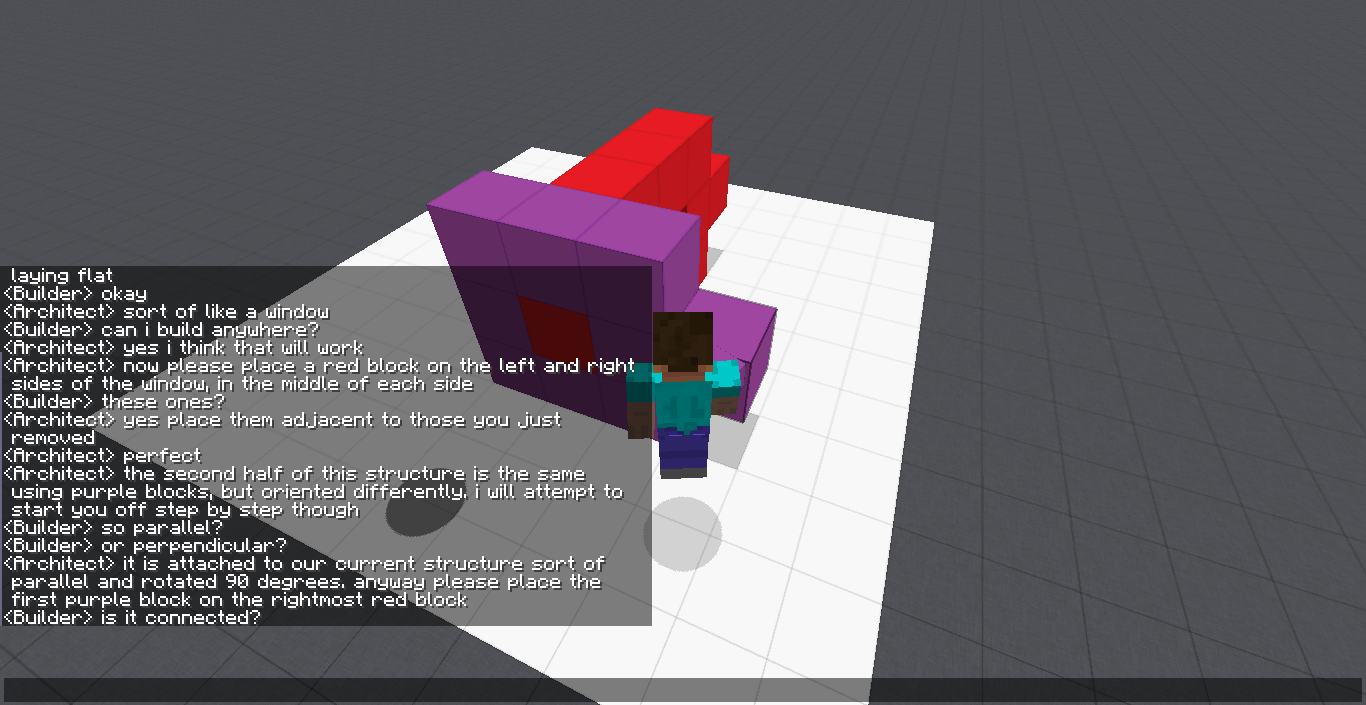 laying flat
<Builder> okay
<Architect> sort of like a window
<Builder> can i build anywhere?
<Architect> yes i think that will work
<Architect> now please place a red block on the left and right
sides of the window, in the middle of each side
<Builder> these ones?
<Architect> yes place them adjacent to those you just
removed
<Architect> perfect
<Architect> the second half of this structure is the same
using purple blocks, but oriented differently. i will attempt to
start you off step by step though
<Builder> so parallel?
<Builder> or perpendicular?
<Architect> it is attached to our current structure sort of
parallel and rotated 90 degrees. anyway please place the
first purple block on the rightmost red block
<Builder> is it connected?